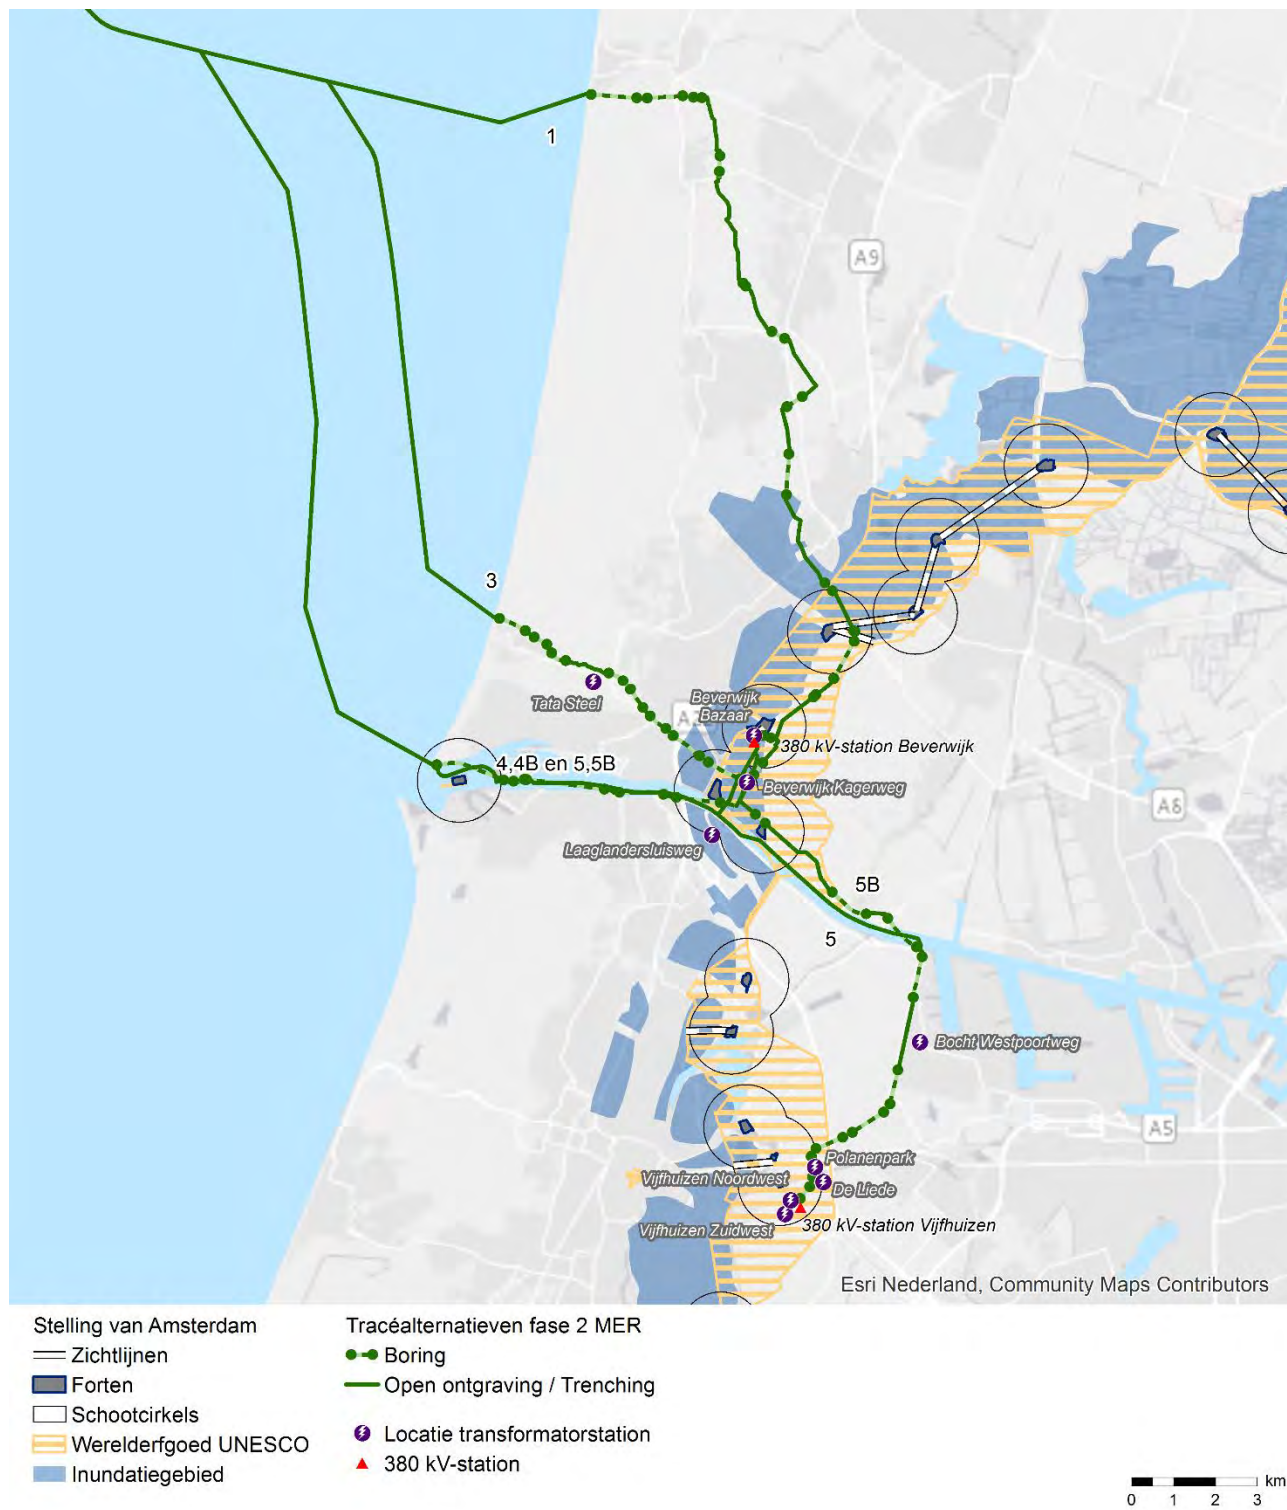 1
A9
3
Tata Steel
Beverwijk
Bazaar
380 kV-station Beverwijk
4,4B en 5,5B
Beverwijk Kagerweg
A8
Laaglandersluisweg
5B
5
Bocht Westpoortweg
A5
Polanenpark
Vijfhuizen Noordwest
De Liede
Vijfhuizen Zuidwest
380 kV-station Vijfhuizen
Esri Nederland, Community Maps Contributors
Stelling van Amsterdam
Zichtlijnen
Forten
Schootcirkels
Werelderfgoed UNESCO
Inundatiegebied
Tracéalternatieven fase 2 MER
Boring
Open ontgraving / Trenching
Locatie transformatorstation
380 kV-station
km
0 1 2 3